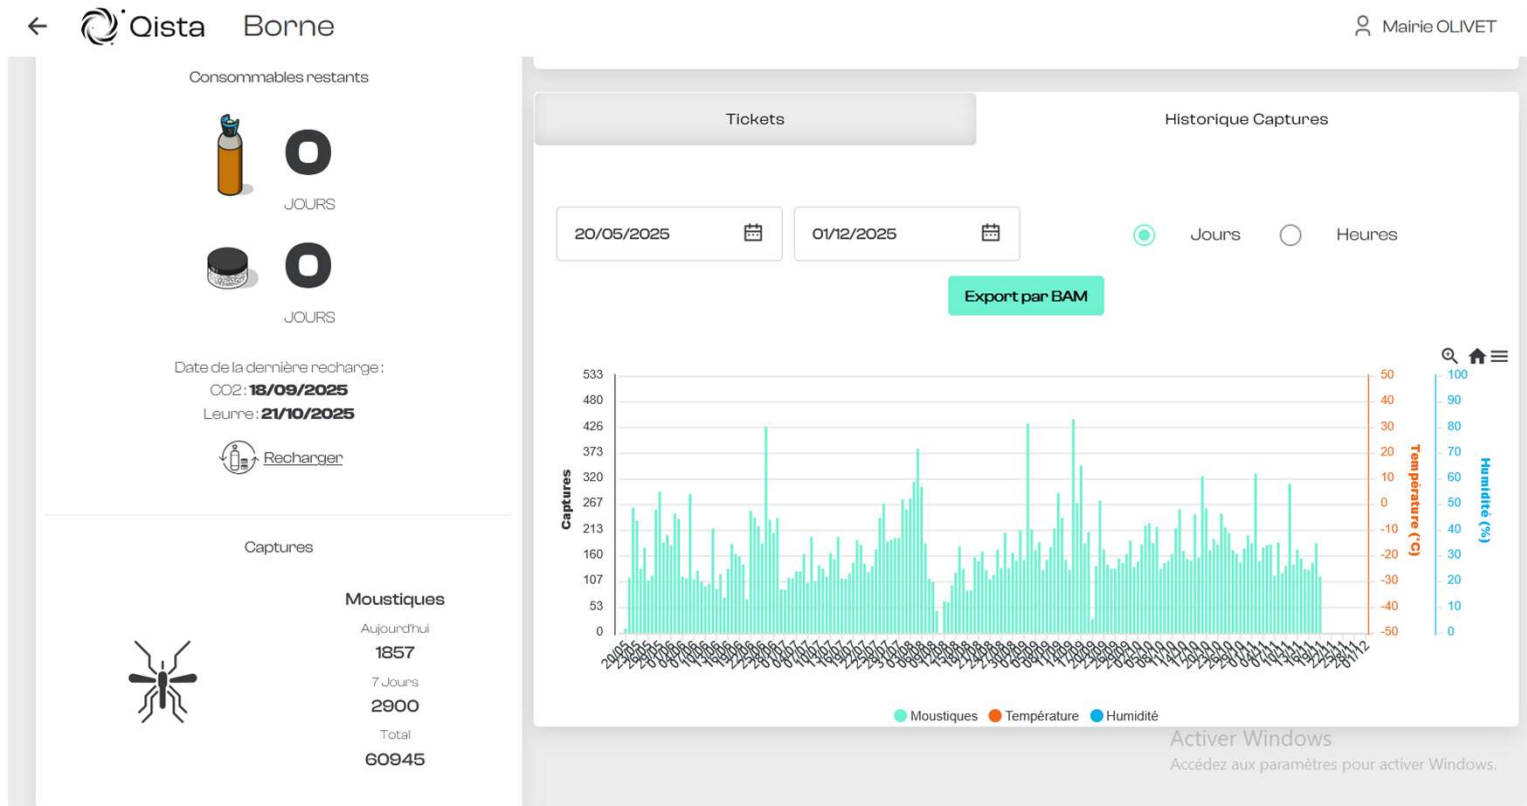 Qista Borne
Mairie OLIVET
Consommables restants
0
JOURS
0
JOURS
Date de la dernière recharge :
CO2 : 18/09/2025
Leurre : 21/10/2025
Recharger
Captures
Moustiques
Aujourd'hui
1857
7 Jours
2900
Total
60945
Tickets
Historique Captures
20/05/2025
01/12/2025
Jours
Heures
Export par BAM
533
480
426
373
320
267
213
160
107
53
0
Captures
50
40
30
20
10
0
-10
-20
-30
-40
-50
Température (°C)
100
90
80
70
60
50
40
30
20
10
0
Humidité (%)
20/05
01/12
Moustiques
Température
Humidité
Activer Windows
Accédez aux paramètres pour activer Windows.